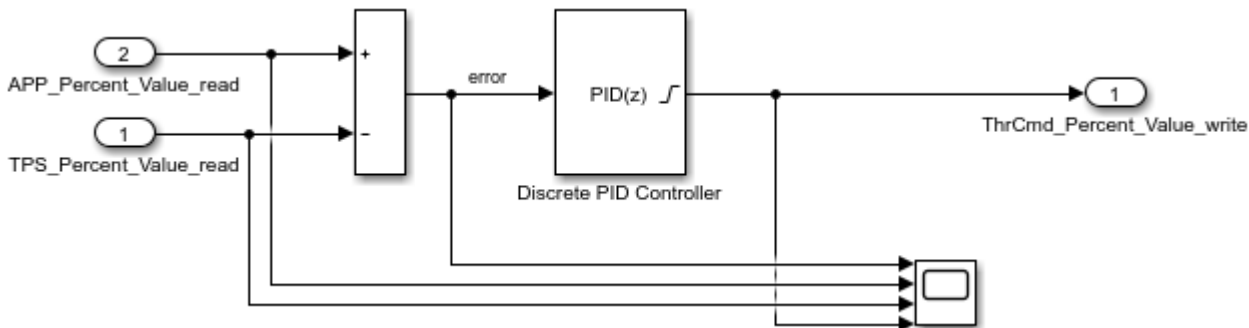 2
APP_Percent_Value_read
1
TPS_Percent_Value_read
+
−
error
PID(z)
Discrete PID Controller
1
ThrCmd_Percent_Value_write